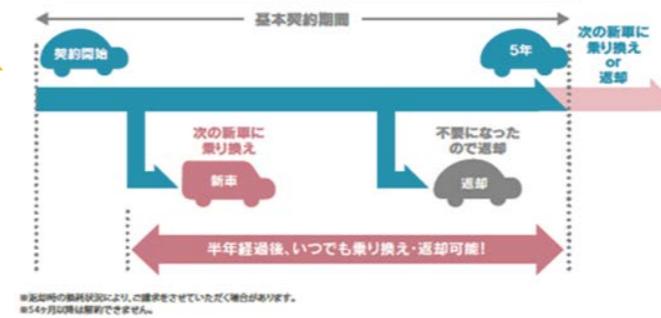 基本契約期間
契約開始
5年
次の新車に
乗り換え
or
返却
次の新車に
乗り換え
新車
不要になった
ので返却
返却
半年経過後、いつでも乗り換え・返却可能!
※返却時の損耗状況により、ご請求をさせていただく場合があります。
※54ヶ月以降は解約できません。